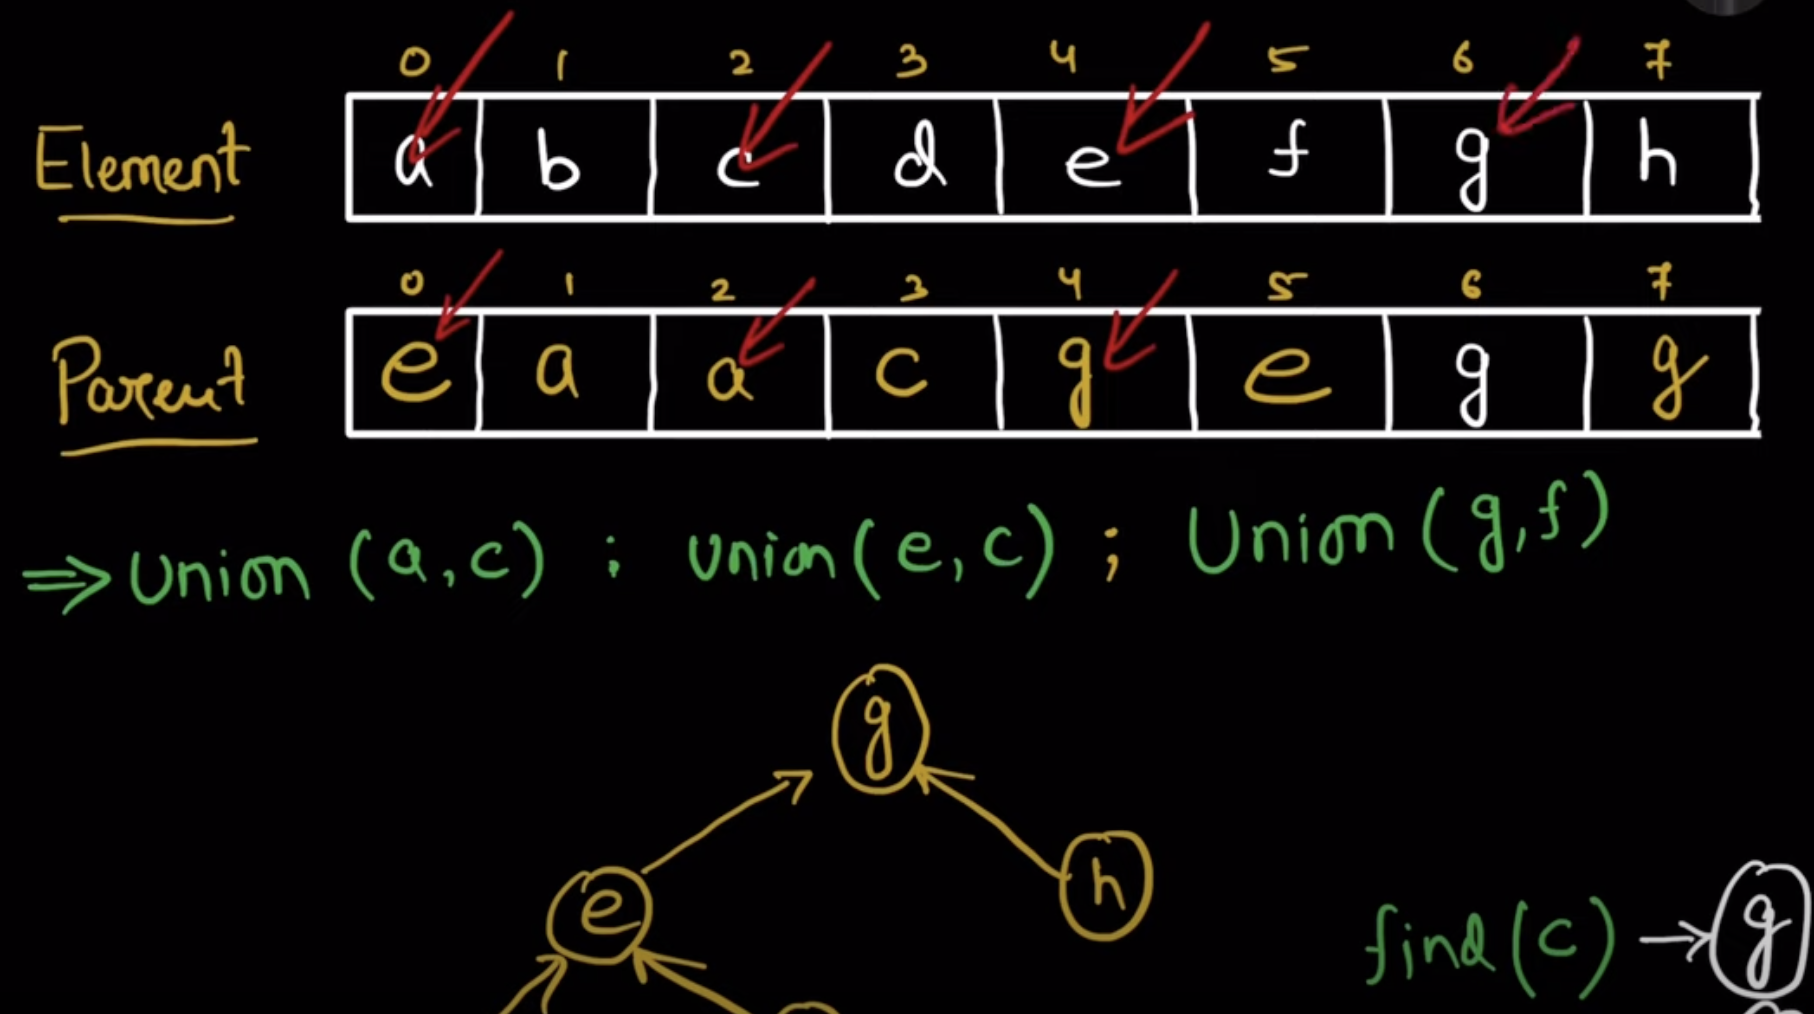 0 1 2 3 4 5 6 7
Element a b c d e f g h
0 1 2 3 4 5 6 7
Parent e a a c g e g g
⇒ Union (a,c) ; Union(e,c) ; Union(g,f)
g
e h
find(c) → g